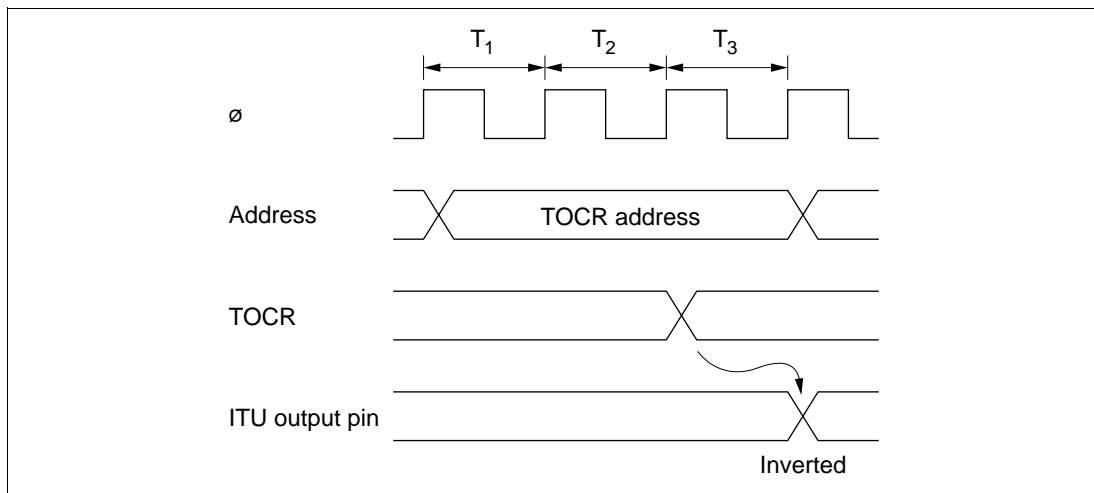 T₁ T₂ T₃
ø
Address
TOCR address
TOCR
ITU output pin
Inverted